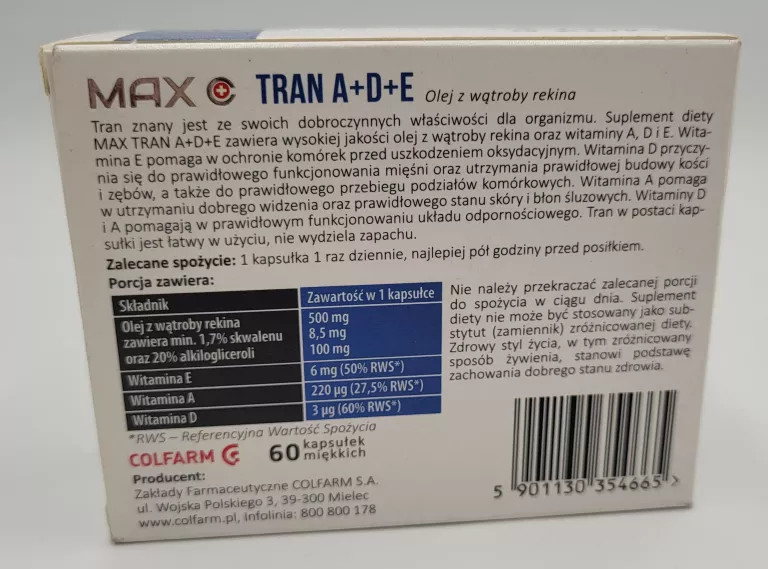 MAX C TRAN A+D+E Olej z wątroby rekina
Tran znany jest ze swoich dobroczynnych właściwości dla organizmu. Suplement diety
MAX TRAN A+D+E zawiera wysokiej jakości olej z wątroby rekina oraz witaminy A, D i E. Wita-
mina E pomaga w ochronie komórek przed uszkodzeniem oksydacyjnym. Witamina D przyczy-
nia się do prawidłowego funkcjonowania mięśni oraz utrzymania prawidłowej budowy kości
i zębów, a także do prawidłowego przebiegu podziałów komórkowych. Witamina A pomaga
w utrzymaniu dobrego widzenia oraz prawidłowego stanu skóry i błon śluzowych. Witaminy D
i A pomagają w prawidłowym funkcjonowaniu układu odpornościowego. Tran w postaci kap-
sułki jest łatwy w użyciu, nie wydziela zapachu.
Zalecane spożycie: 1 kapsułka 1 raz dziennie, najlepiej pół godziny przed posiłkiem.
Porcja zawiera:
Składnik Zawartość w 1 kapsułce
Olej z wątroby rekina 500 mg
zawiera min. 1,7% skwalenu 8,5 mg
oraz 20% alkilogliceroli 100 mg
Witamina E 6 mg (50% RWS*)
Witamina A 220 µg (27,5% RWS*)
Witamina D 3 µg (60% RWS*)
*RWS – Referencyjna Wartość Spożycia
Nie należy przekraczać zalecanej porcji
do spożycia w ciągu dnia. Suplement
diety nie może być stosowany jako sub-
stytut (zamiennik) zróżnicowanej diety.
Zdrowy styl życia, w tym zróżnicowany
sposób żywienia, stanowi podstawę
zachowania dobrego stanu zdrowia.
COLFARM 60 kapsułek
miękkich
Producent:
Zakłady Farmaceutyczne COLFARM S.A.
ul. Wojska Polskiego 3, 39-300 Mielec
www.colfarm.pl, infolinia: 800 800 178
5 901130 354665 >